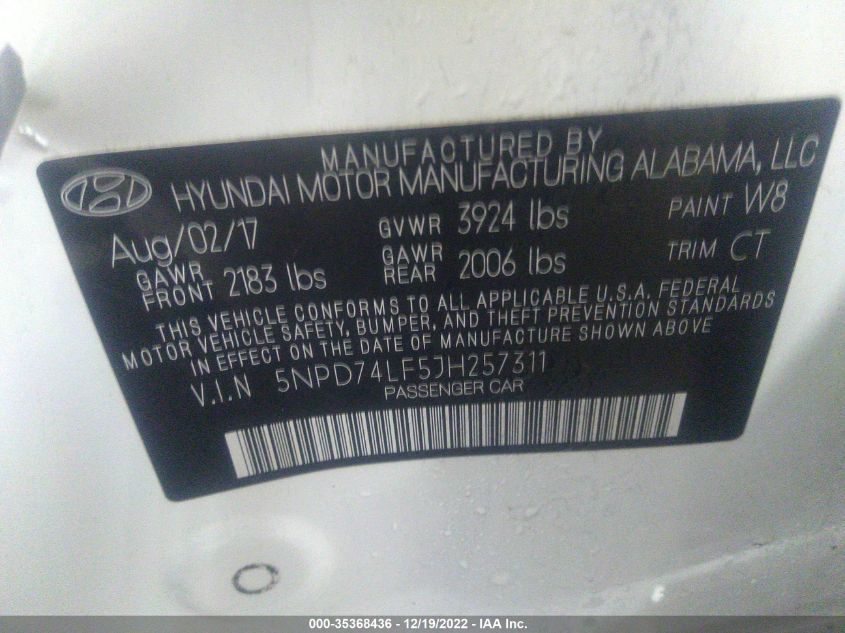 MANUFACTURED BY
HYUNDAI MOTOR MANUFACTURING ALABAMA, LLC
Aug/02/17 GVWR 3924 lbs PAINT W8
GAWR FRONT 2183 lbs GAWR REAR 2006 lbs TRIM CT
THIS VEHICLE CONFORMS TO ALL APPLICABLE U.S.A. FEDERAL
MOTOR VEHICLE SAFETY, BUMPER, AND THEFT PREVENTION STANDARDS
IN EFFECT ON THE DATE OF MANUFACTURE SHOWN ABOVE
V.I.N 5NPD74LF5JH257311
PASSENGER CAR
000-35368436 - 12/19/2022 - IAA Inc.